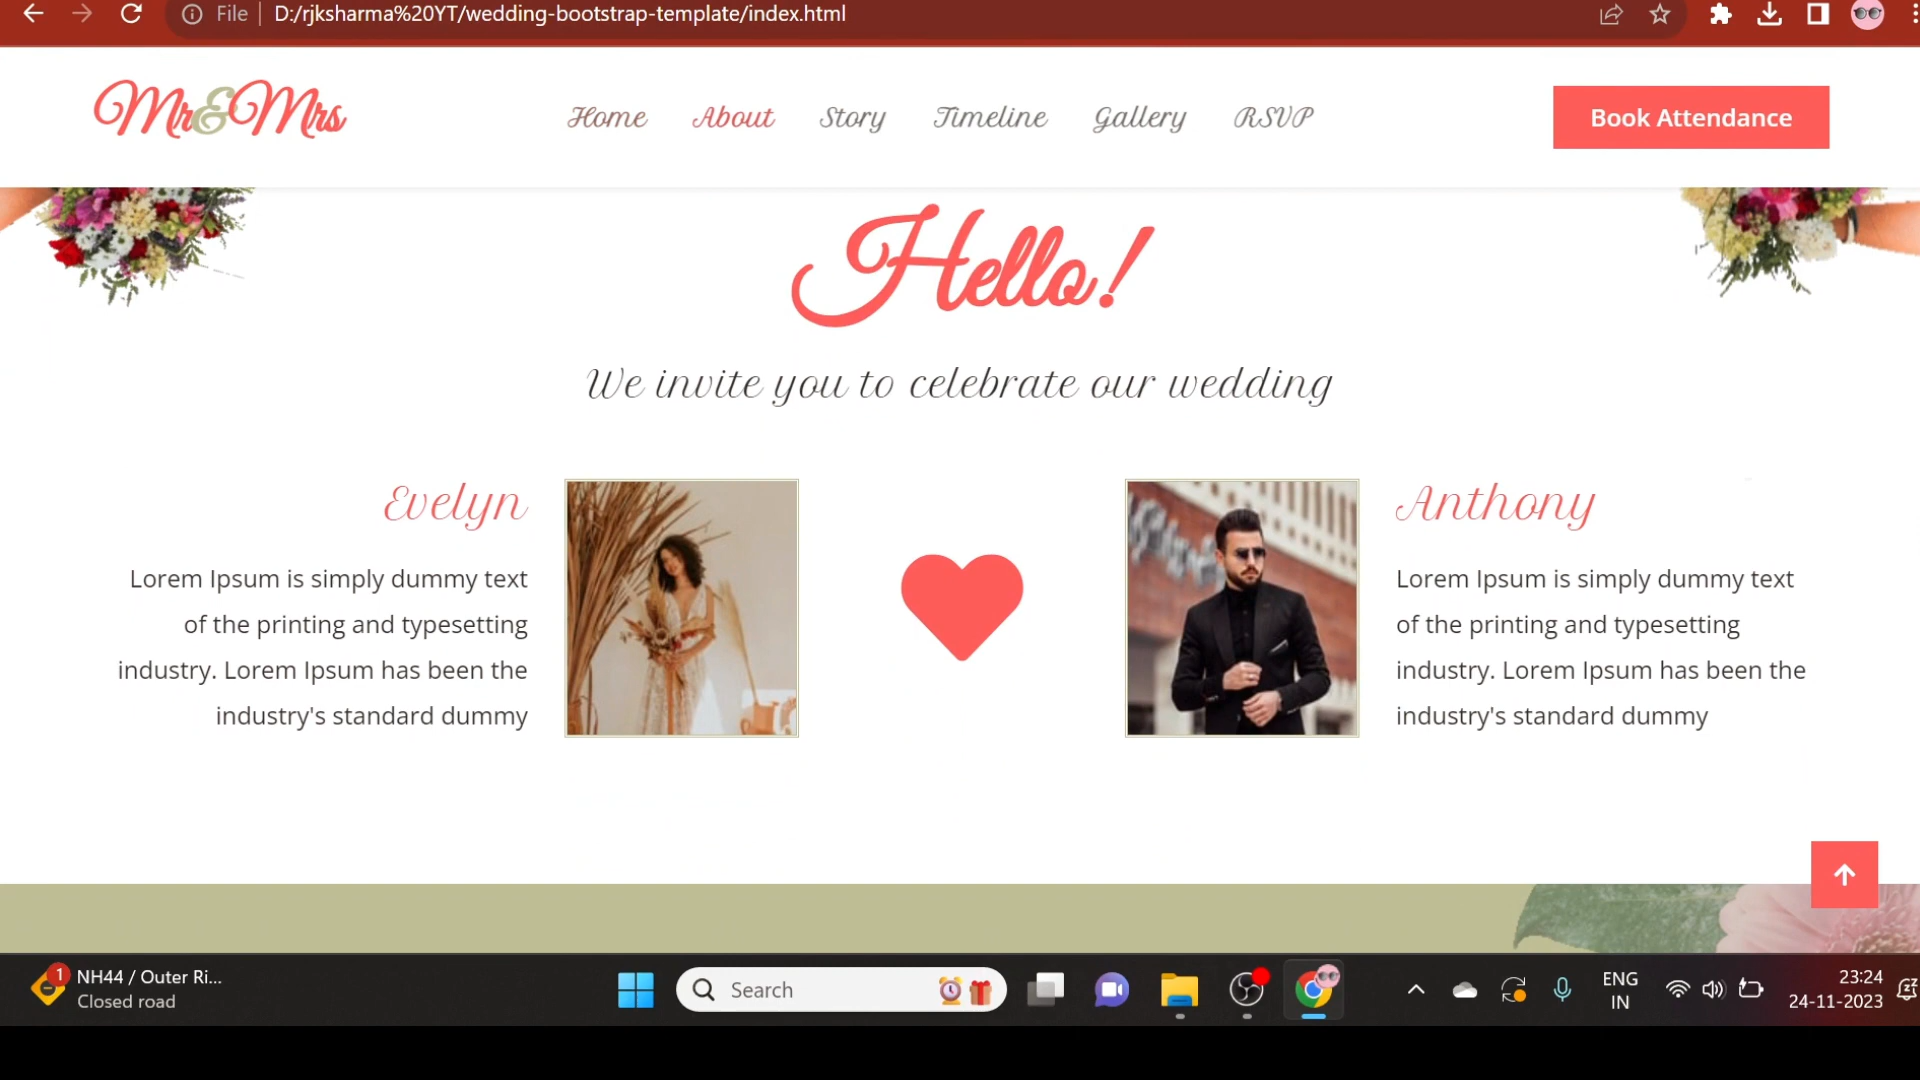 File
D:/rjksharma%20YT/wedding-bootstrap-template/index.html
Mr&Mrs
Home
About
Story
Timeline
Gallery
RSVP
Book Attendance
Hello!
We invite you to celebrate our wedding
Evelyn
Lorem Ipsum is simply dummy text
of the printing and typesetting
industry. Lorem Ipsum has been the
industry's standard dummy
Anthony
Lorem Ipsum is simply dummy text
of the printing and typesetting
industry. Lorem Ipsum has been the
industry's standard dummy
1
NH44 / Outer Ri...
Closed road
Search
ENG
IN
23:24
24-11-2023